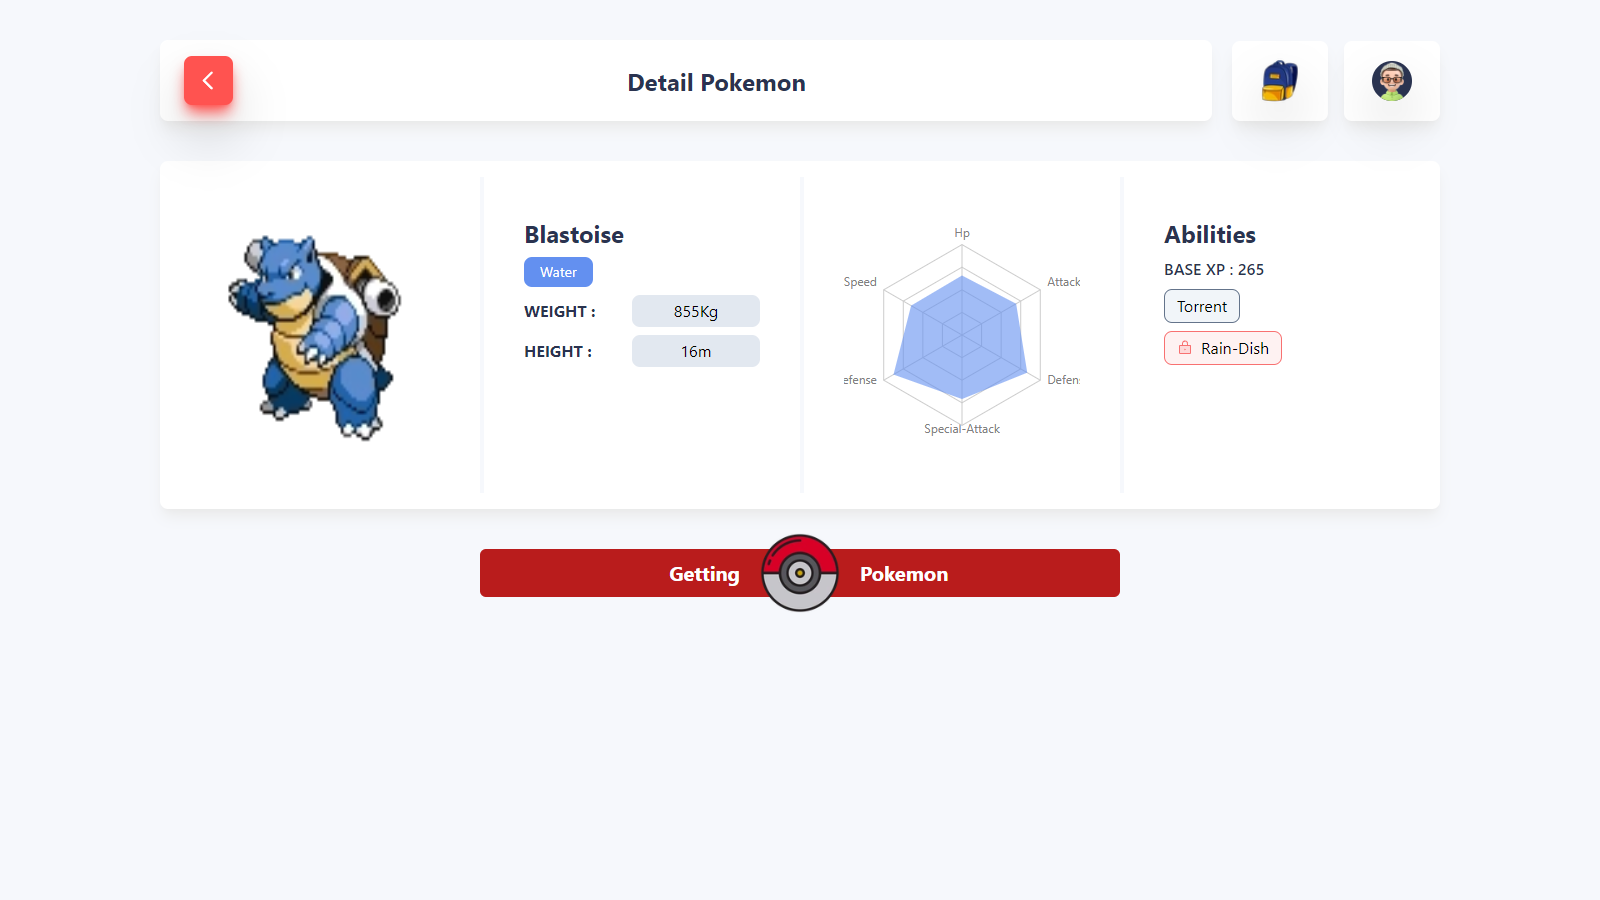 Detail Pokemon
Blastoise
Water
WEIGHT :
855Kg
HEIGHT :
16m
Hp
Speed
Attack
efense
Defens
Special-Attack
Abilities
BASE XP : 265
Torrent
Rain-Dish
Getting
Pokemon